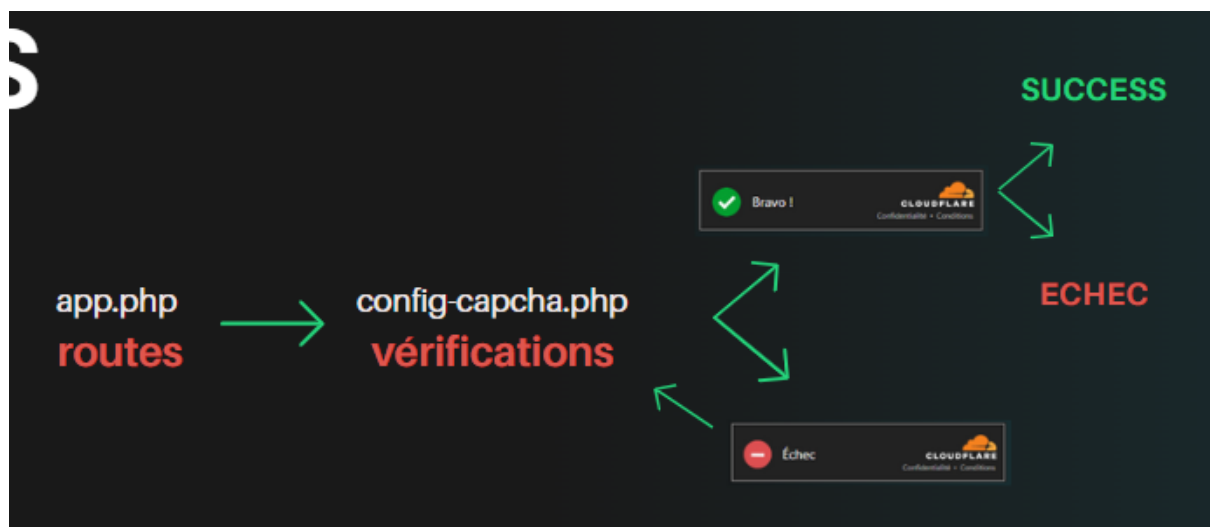 S
SUCCESS
Bravo !
CLOUDFLARE
Confidentialité • Conditions
ECHEC
app.php
routes
config-capcha.php
vérifications
Échec
CLOUDFLARE
Confidentialité • Conditions